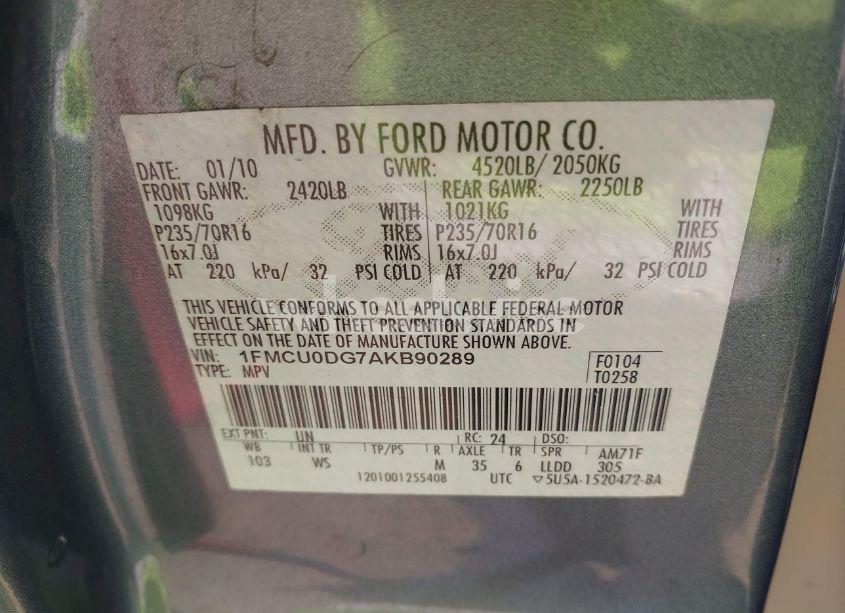 MFD. BY FORD MOTOR CO.
DATE: 01/10 GVWR: 4520LB/ 2050KG
FRONT GAWR: 2420LB REAR GAWR: 2250LB
1098KG WITH 1021KG WITH
P235/70R16 TIRES P235/70R16 TIRES
16x7.0J RIMS 16x7.0J RIMS
AT 220 kPa/ 32 PSI COLD AT 220 kPa/ 32 PSI COLD
THIS VEHICLE CONFORMS TO ALL APPLICABLE FEDERAL MOTOR
VEHICLE SAFETY AND THEFT PREVENTION STANDARDS IN
EFFECT ON THE DATE OF MANUFACTURE SHOWN ABOVE.
VIN: 1FMCU0DG7AKB90289 F0104
TYPE: MPV T0258
EXT PNT: UN RC: 24 DSO:
WB INT TR TP/PS R AXLE TR SPR AM71F
103 WS M 35 6 LLDD 305
1201001255408 UTC ▽5U5A-1520472-BA